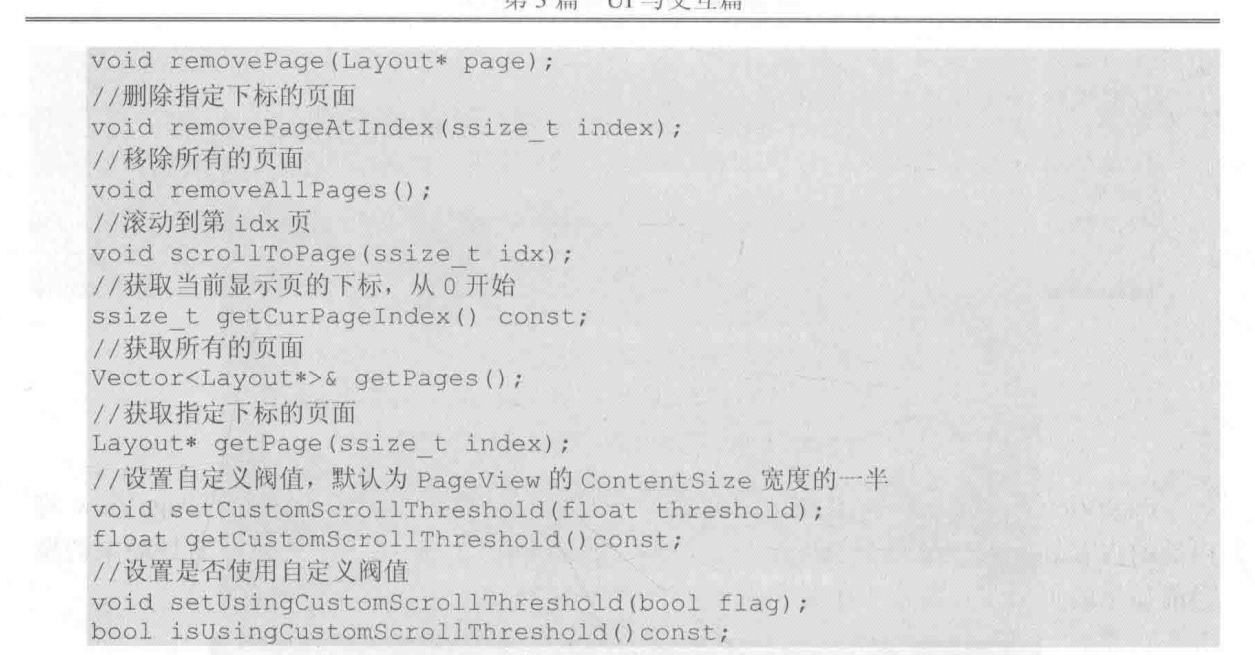 第3篇 UI与交互篇
void removePage(Layout* page);
//删除指定下标的页面
void removePageAtIndex(ssize_t index);
//移除所有的页面
void removeAllPages();
//滚动到第 idx 页
void scrollToPage(ssize_t idx);
//获取当前显示页的下标，从 0 开始
ssize_t getCurPageIndex() const;
//获取所有的页面
Vector<Layout*>& getPages();
//获取指定下标的页面
Layout* getPage(ssize_t index);
//设置自定义阀值，默认为 PageView 的 ContentSize 宽度的一半
void setCustomScrollThreshold(float threshold);
float getCustomScrollThreshold()const;
//设置是否使用自定义阀值
void setUsingCustomScrollThreshold(bool flag);
bool isUsingCustomScrollThreshold()const;